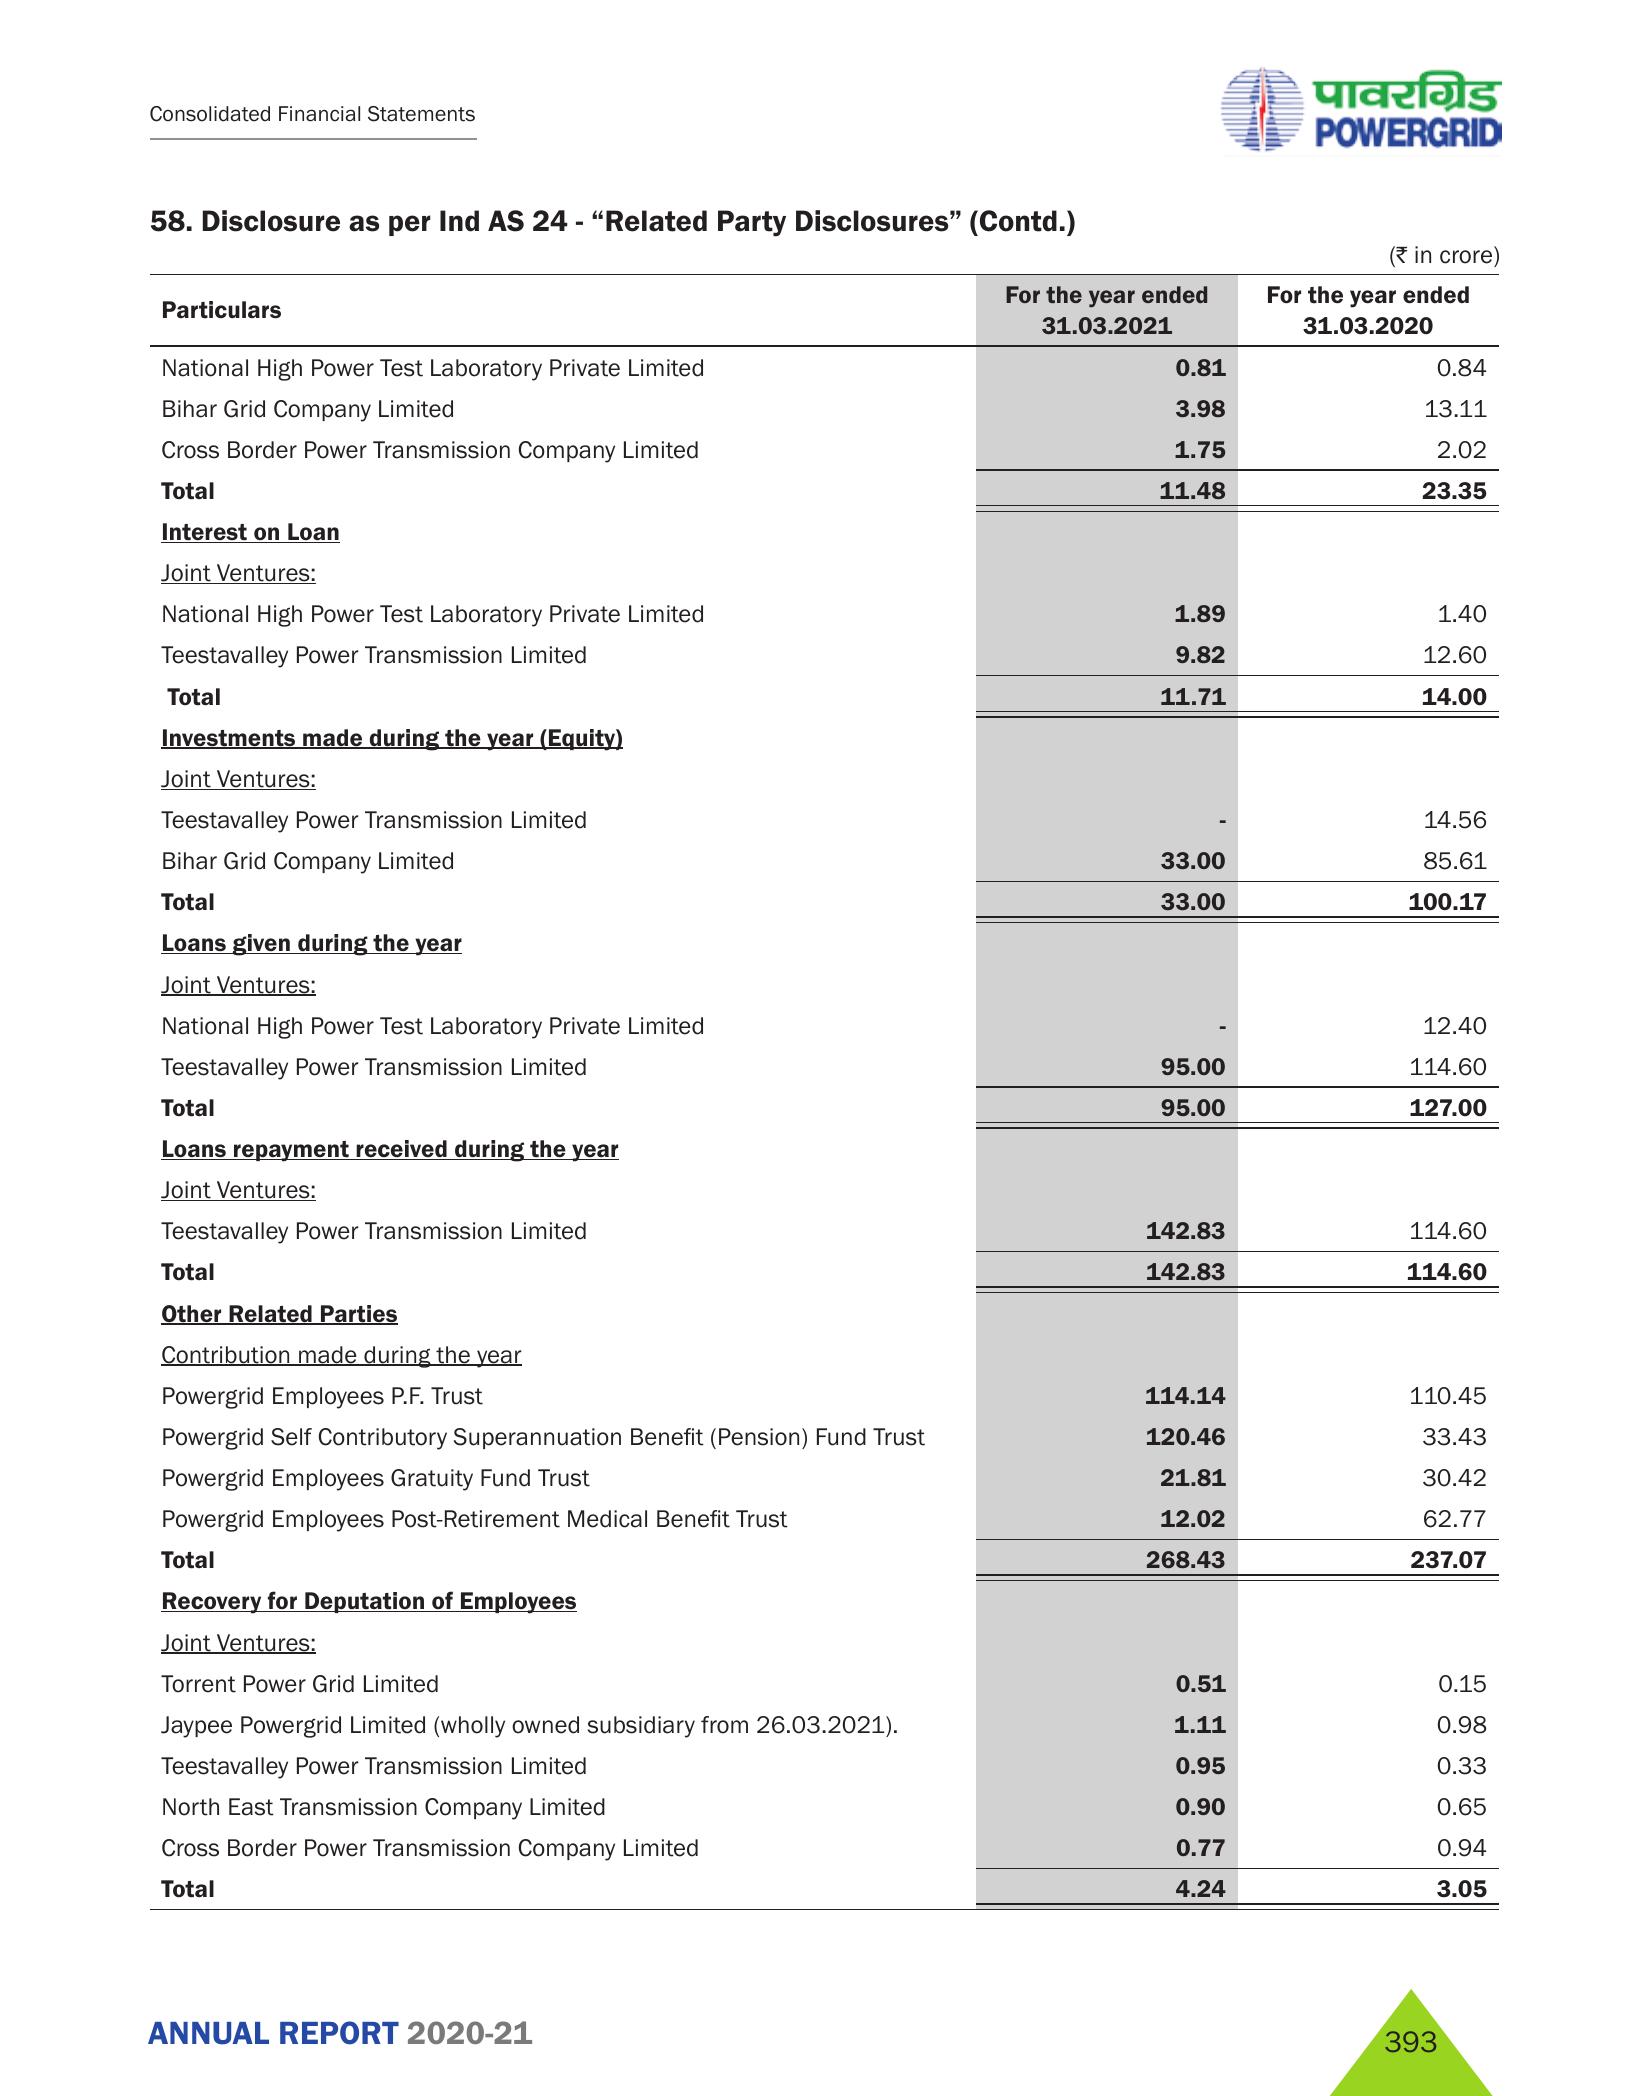 Consolidated Financial Statements
पावरग्रिड
POWERGRID
58. Disclosure as per Ind AS 24 - “Related Party Disclosures” (Contd.)
(₹ in crore)
Particulars For the year ended 31.03.2021 For the year ended 31.03.2020
National High Power Test Laboratory Private Limited 0.81 0.84
Bihar Grid Company Limited 3.98 13.11
Cross Border Power Transmission Company Limited 1.75 2.02
Total 11.48 23.35
Interest on Loan
Joint Ventures:
National High Power Test Laboratory Private Limited 1.89 1.40
Teestavalley Power Transmission Limited 9.82 12.60
Total 11.71 14.00
Investments made during the year (Equity)
Joint Ventures:
Teestavalley Power Transmission Limited - 14.56
Bihar Grid Company Limited 33.00 85.61
Total 33.00 100.17
Loans given during the year
Joint Ventures:
National High Power Test Laboratory Private Limited - 12.40
Teestavalley Power Transmission Limited 95.00 114.60
Total 95.00 127.00
Loans repayment received during the year
Joint Ventures:
Teestavalley Power Transmission Limited 142.83 114.60
Total 142.83 114.60
Other Related Parties
Contribution made during the year
Powergrid Employees P.F. Trust 114.14 110.45
Powergrid Self Contributory Superannuation Benefit (Pension) Fund Trust 120.46 33.43
Powergrid Employees Gratuity Fund Trust 21.81 30.42
Powergrid Employees Post-Retirement Medical Benefit Trust 12.02 62.77
Total 268.43 237.07
Recovery for Deputation of Employees
Joint Ventures:
Torrent Power Grid Limited 0.51 0.15
Jaypee Powergrid Limited (wholly owned subsidiary from 26.03.2021). 1.11 0.98
Teestavalley Power Transmission Limited 0.95 0.33
North East Transmission Company Limited 0.90 0.65
Cross Border Power Transmission Company Limited 0.77 0.94
Total 4.24 3.05
ANNUAL REPORT 2020-21
393